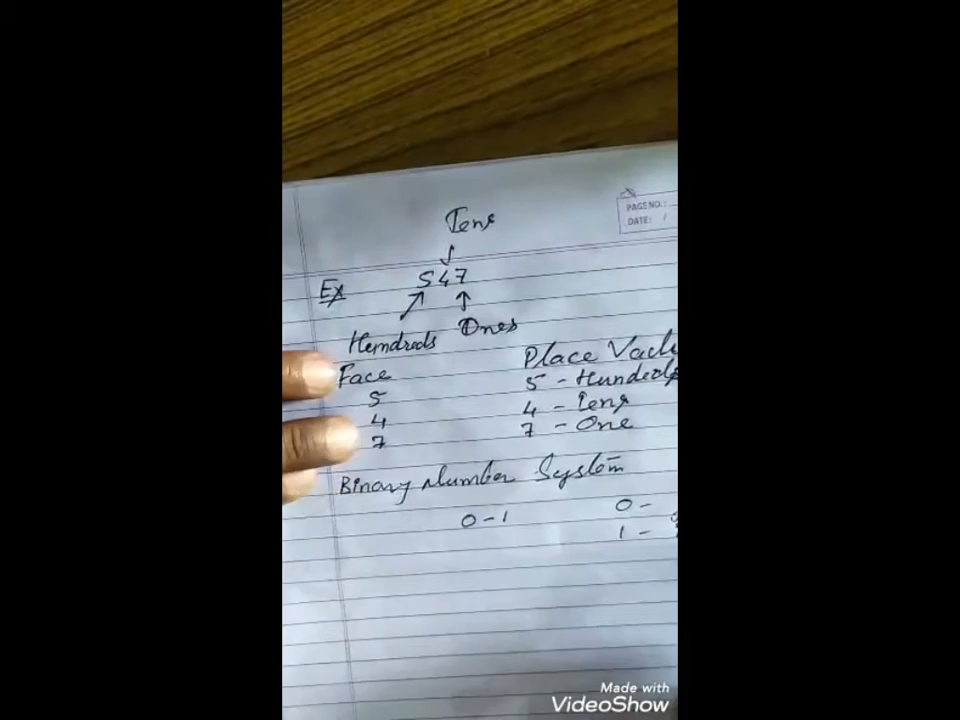 PAGE NO.:
DATE: /
Tens
Ex 547
Hundreds Ones
Face Place Valu
5 5 - Hundreds
4 4 - Tens
7 7 - One
Binary Number System
0-1 0 -
1 -
Made with
VideoShow